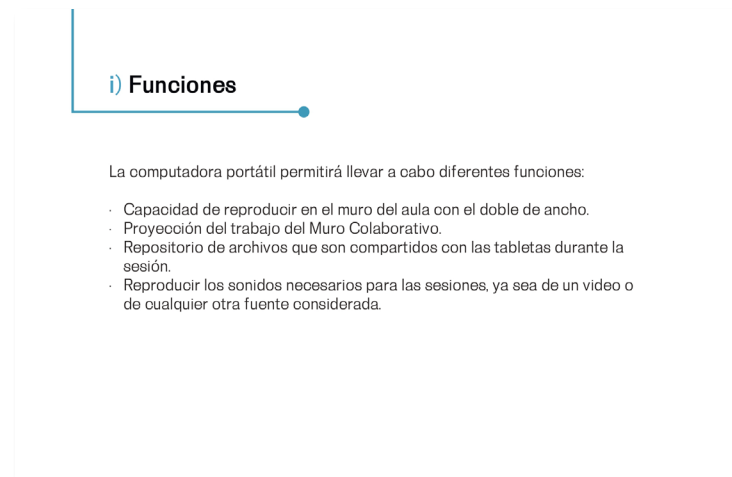 i) Funciones
La computadora portátil permitirá llevar a cabo diferentes funciones:
· Capacidad de reproducir en el muro del aula con el doble de ancho.
· Proyección del trabajo del Muro Colaborativo.
· Repositorio de archivos que son compartidos con las tabletas durante la
sesión.
· Reproducir los sonidos necesarios para las sesiones, ya sea de un video o
de cualquier otra fuente considerada.